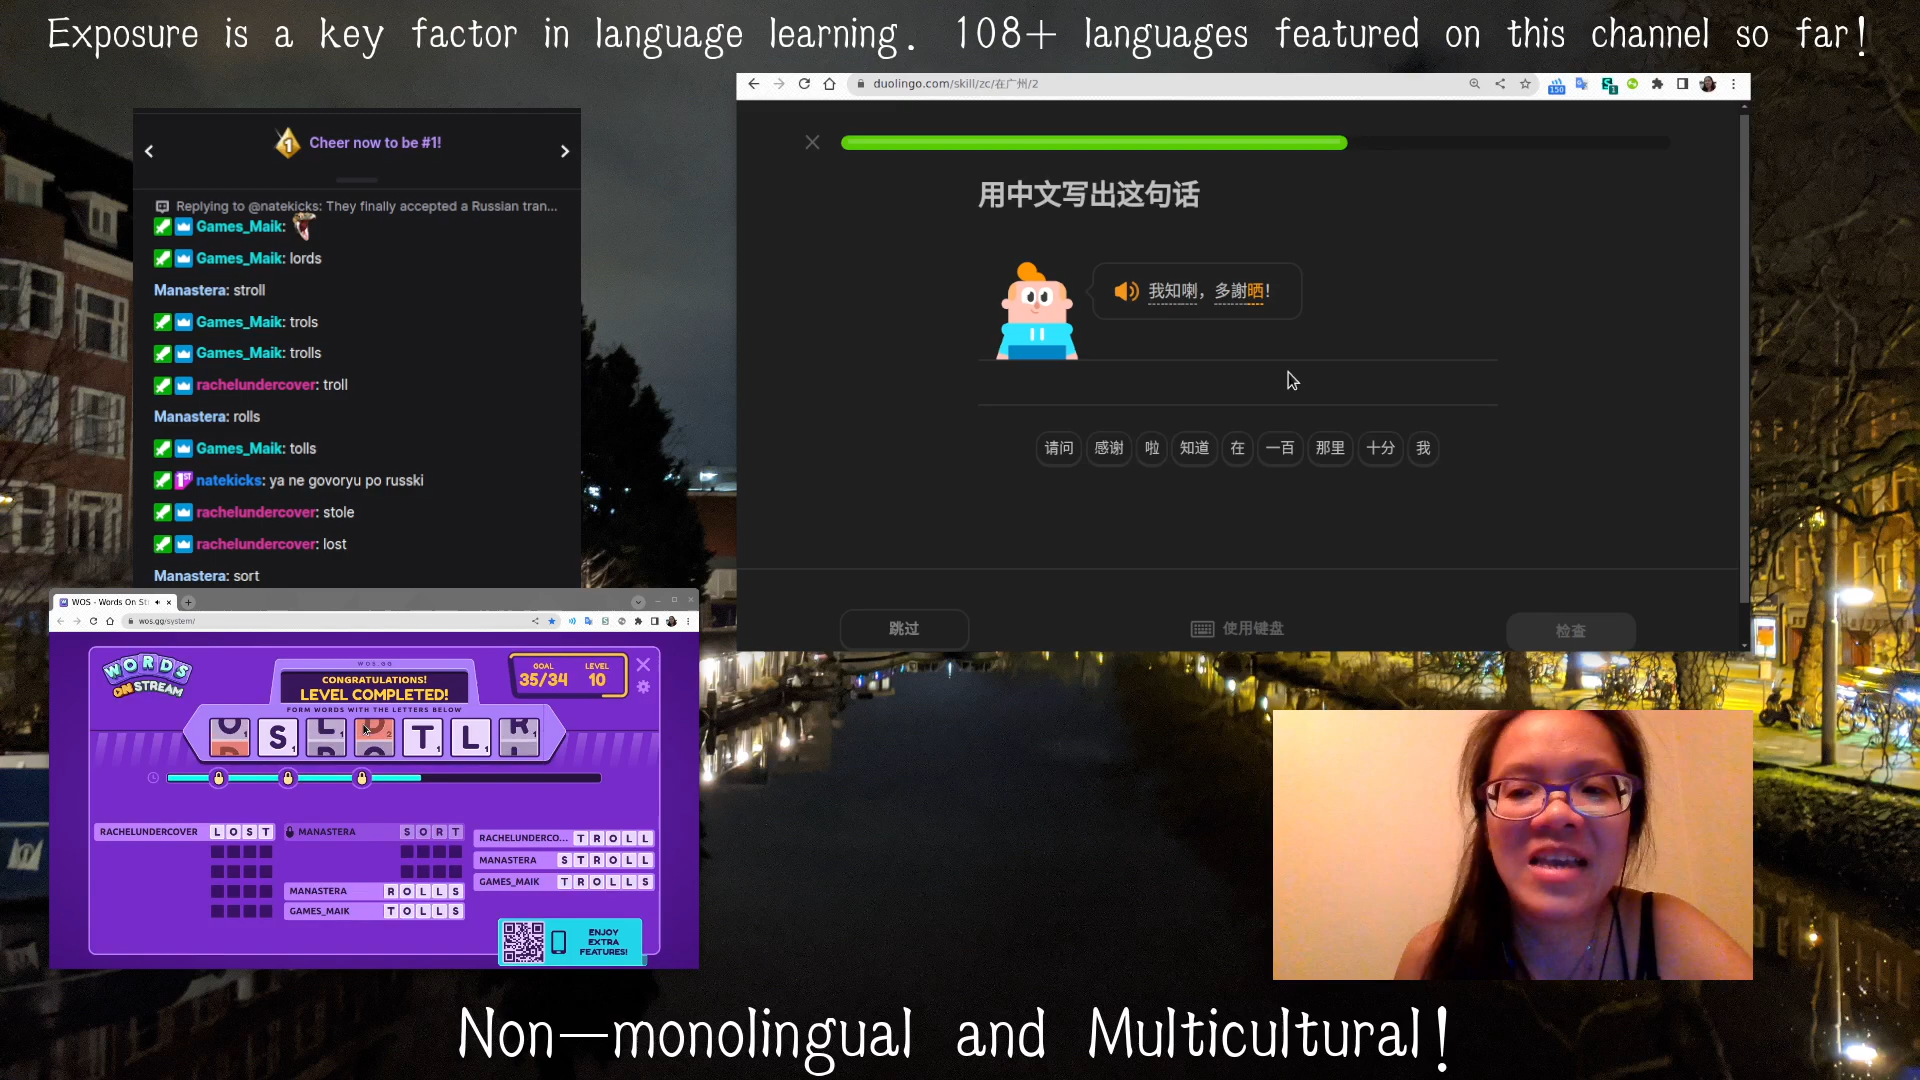 Exposure is a key factor in language learning. 108+ languages featured on this channel so far!
Cheer now to be #1!
Replying to @natekicks: They finally accepted a Russian tran...
Games_Maik:
Games_Maik: lords
Manastera: stroll
Games_Maik: trols
Games_Maik: trolls
rachelundercover: troll
Manastera: rolls
Games_Maik: tolls
natekicks: ya ne govoryu po russki
rachelundercover: stole
rachelundercover: lost
Manastera: sort
duolingo.com/skill/zc/在广州/2
150
1
用中文写出这句话
我知喇，多謝晒！
请问 感谢 啦 知道 在 一百 那里 十分 我
跳过
使用键盘
检查
WOS - Words On St
wos.gg/system/
WORDS ON STREAM
WOS.GG
CONGRATULATIONS!
LEVEL COMPLETED!
GOAL
35/34
LEVEL
10
FORM WORDS WITH THE LETTERS BELOW
S T L
RACHELUNDERCOVER LOST
MANASTERA SORT
MANASTERA ROLLS
GAMES_MAIK TOLLS
RACHELUNDERCO... TROLL
MANASTERA STROLL
GAMES_MAIK TROLLS
ENJOY
EXTRA
FEATURES!
Non-monolingual and Multicultural!